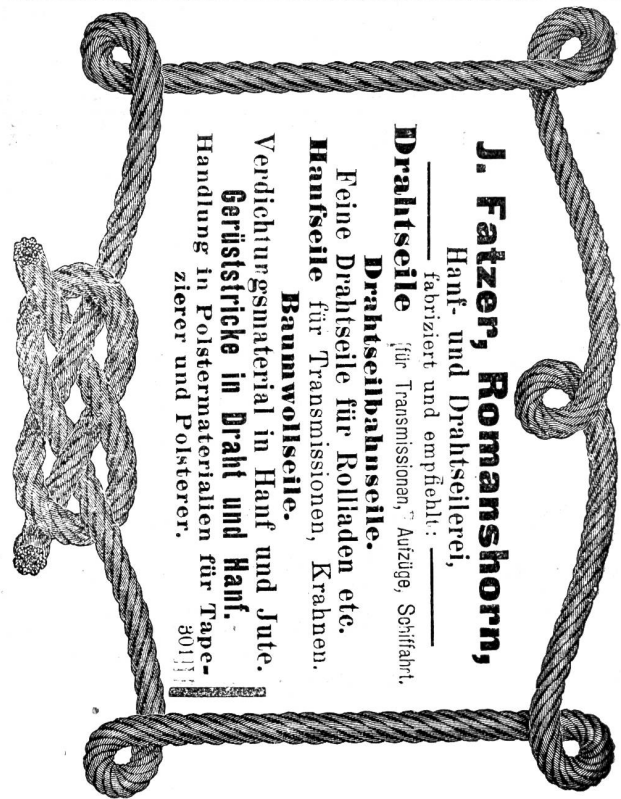 J. Fatzer, Romanshorn,
Hanf- und Drahtseilerei,
fabriziert und empfiehlt:
Drahtseile für Transmissionen, Aufzüge, Schiffahrt.
Drahtseilbahnseile.
Feine Drahtseile für Rolladen etc.
Hanfseile für Transmissionen, Krahnen.
Baumwollseile.
Verdichtungsmaterial in Hanf und Jute.
Gerüststricke in Draht und Hanf.
Handlung in Polstermaterialien für Tape-
zierer und Polsterer.